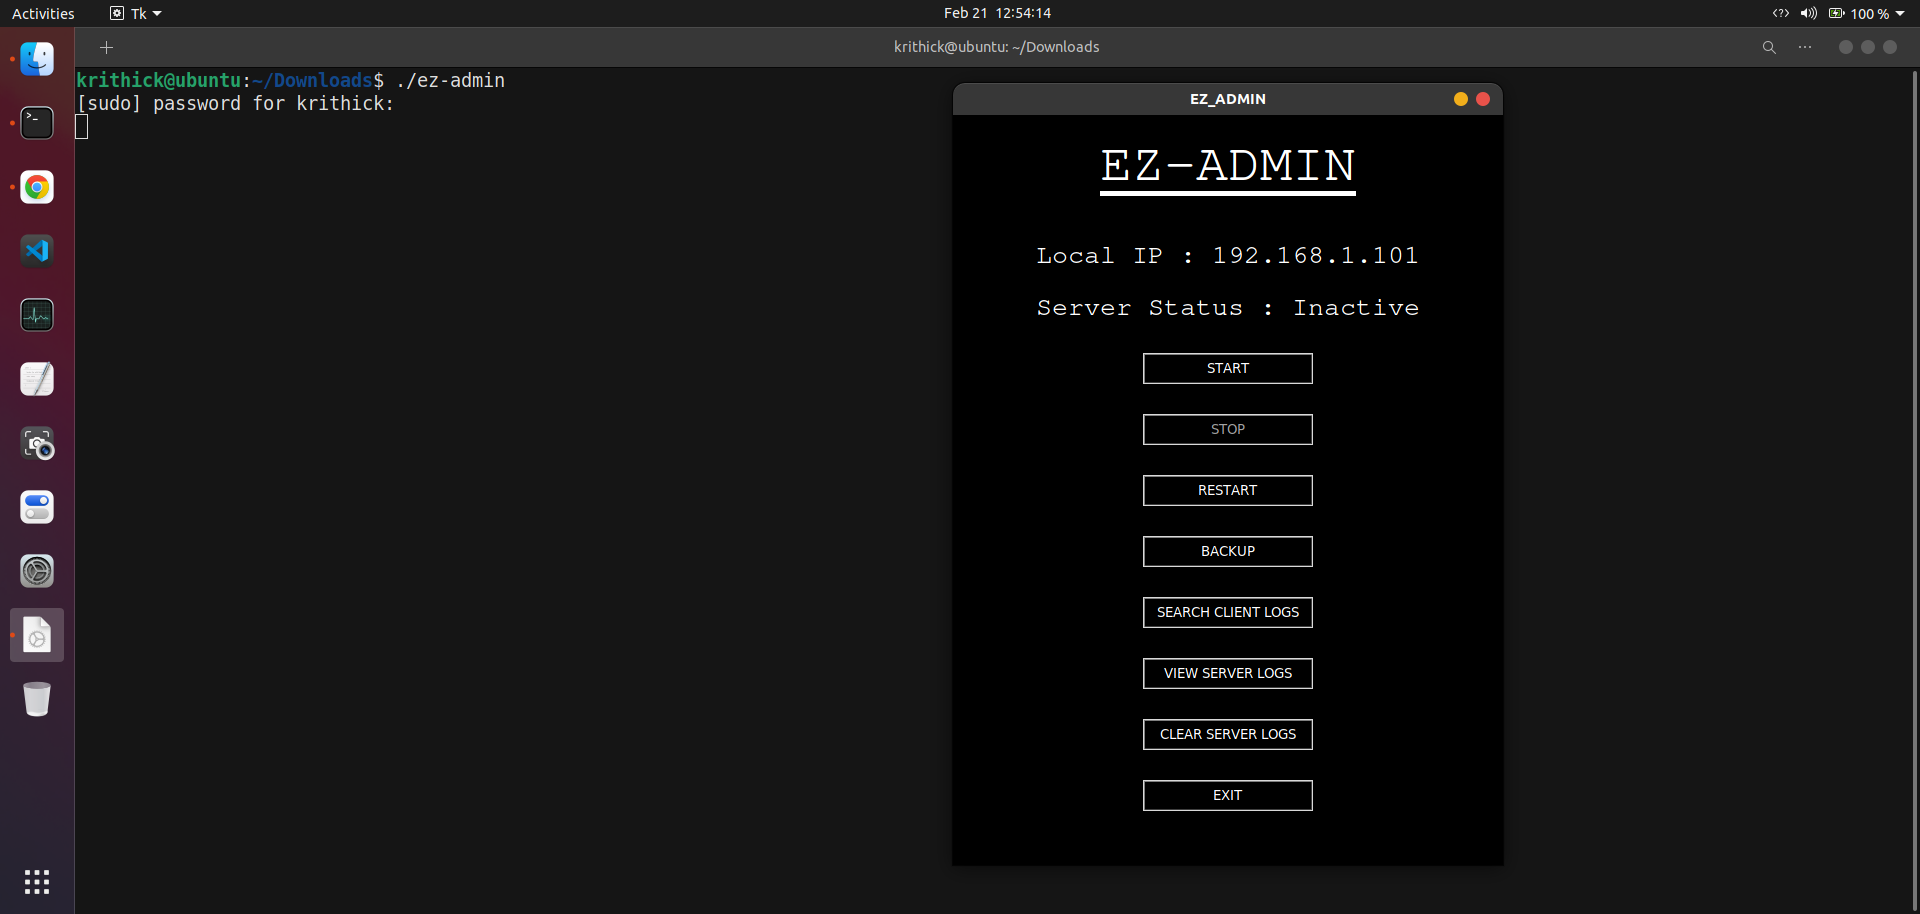 Activities
Tk
Feb 21 12:54:14
100 %
krithick@ubuntu: ~/Downloads
krithick@ubuntu:~/Downloads$ ./ez-admin
[sudo] password for krithick:
EZ_ADMIN
EZ-ADMIN
Local IP : 192.168.1.101
Server Status : Inactive
START
STOP
RESTART
BACKUP
SEARCH CLIENT LOGS
VIEW SERVER LOGS
CLEAR SERVER LOGS
EXIT